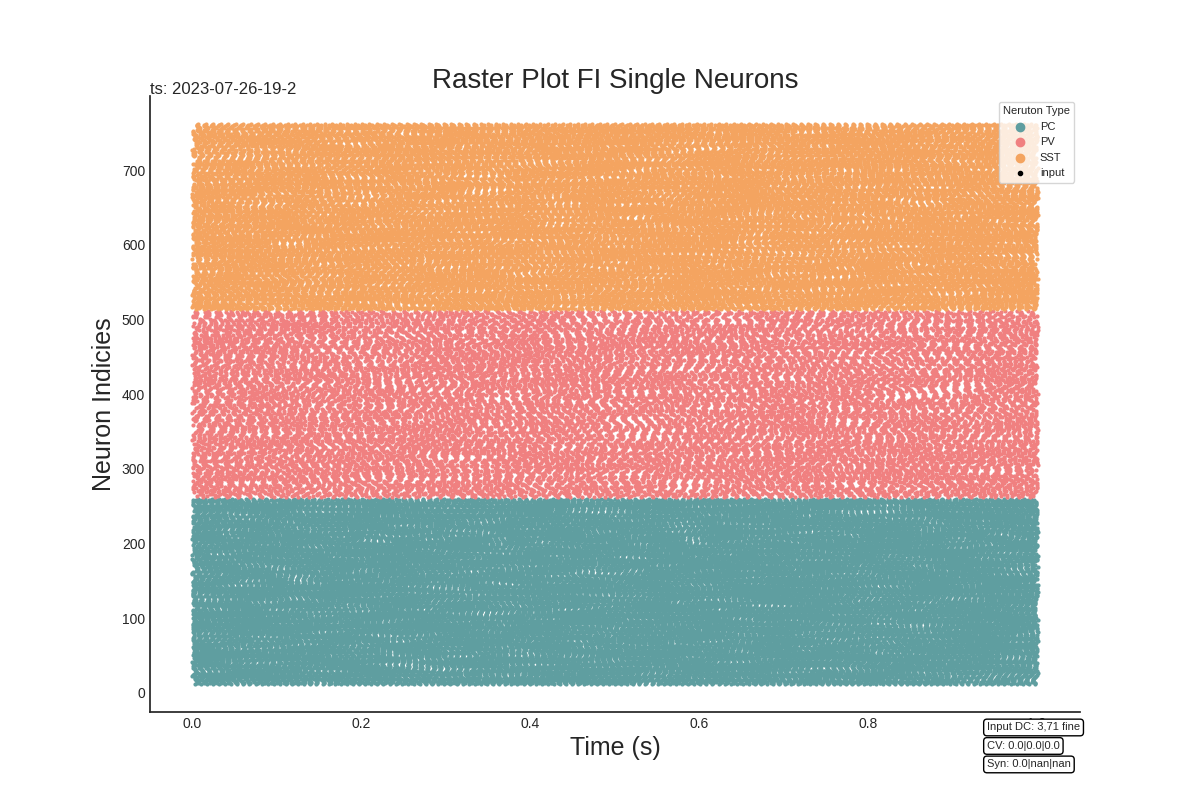 Raster Plot FI Single Neurons
ts: 2023-07-26-19-2
Neruton Type
PC
PV
SST
input
Neuron Indicies
700
600
500
400
300
200
100
0
0.0 0.2 0.4 0.6 0.8
Time (s)
Input DC: 3,71 fine
CV: 0.0|0.0|0.0
Syn: 0.0|nan|nan